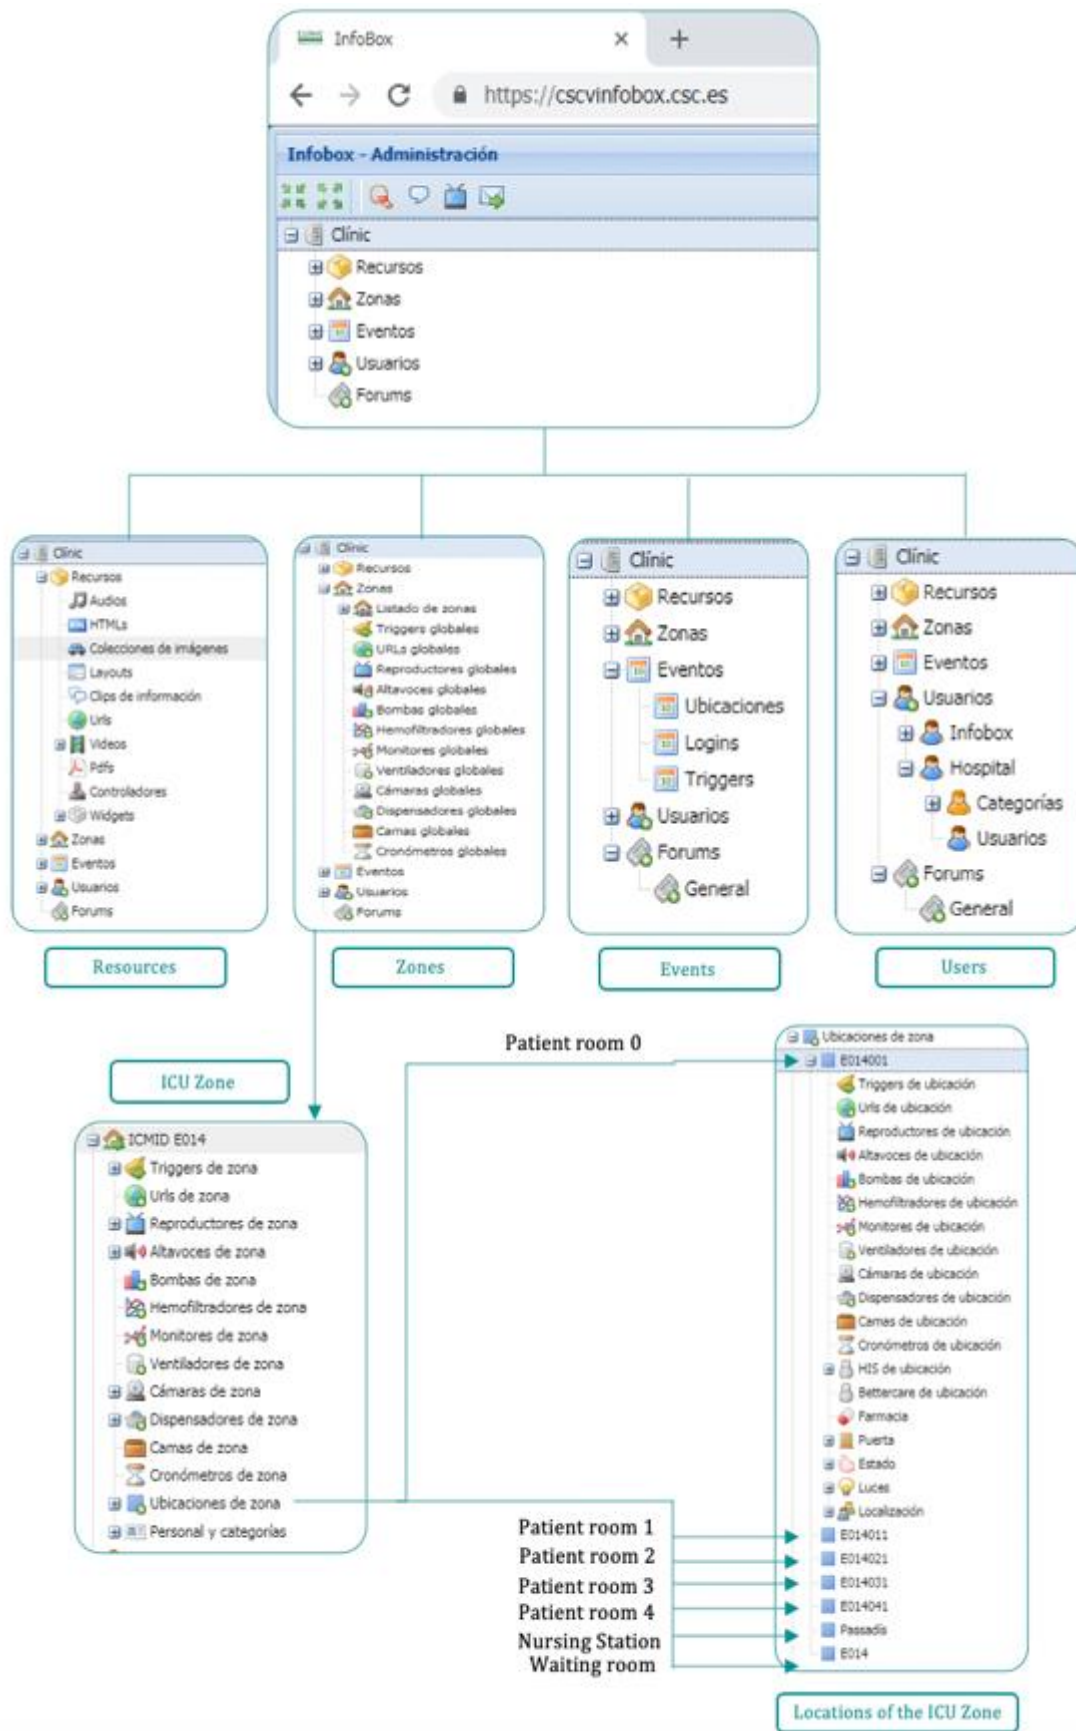 InfoBox
https://cscvinfobox.csc.es
Infobox - Administración
Clínic
Recursos
Zonas
Eventos
Usuarios
Forums
Clínic
Recursos
Audios
HTMLs
Colecciones de imágenes
Layouts
Clips de información
Urls
Videos
Pdfs
Controladores
Widgets
Zonas
Eventos
Usuarios
Forums
Resources
Clínic
Recursos
Zonas
Listado de zonas
Triggers globales
URLs globales
Reproductores globales
Altavoces globales
Bombas globales
Hemofiltradores globales
Monitores globales
Ventiladores globales
Cámaras globales
Dispensadores globales
Camas globales
Cronómetros globales
Eventos
Usuarios
Forums
Zones
Clínic
Recursos
Zonas
Eventos
Ubicaciones
Logins
Triggers
Usuarios
Forums
General
Events
Clínic
Recursos
Zonas
Eventos
Usuarios
Infobox
Hospital
Categorías
Usuarios
Forums
General
Users
ICU Zone
ICMID E014
Triggers de zona
Urls de zona
Reproductores de zona
Altavoces de zona
Bombas de zona
Hemofiltradores de zona
Monitores de zona
Ventiladores de zona
Cámaras de zona
Dispensadores de zona
Camas de zona
Cronómetros de zona
Ubicaciones de zona
Personal y categorías
Patient room 0
Patient room 1
Patient room 2
Patient room 3
Patient room 4
Nursing Station
Waiting room
Ubicaciones de zona
E014001
Triggers de ubicación
Urls de ubicación
Reproductores de ubicación
Altavoces de ubicación
Bombas de ubicación
Hemofiltradores de ubicación
Monitores de ubicación
Ventiladores de ubicación
Cámaras de ubicación
Dispensadores de ubicación
Camas de ubicación
Cronómetros de ubicación
HIS de ubicación
Bettercare de ubicación
Farmacia
Puerta
Estado
Luces
Localización
E014011
E014021
E014031
E014041
Passadís
E014
Locations of the ICU Zone